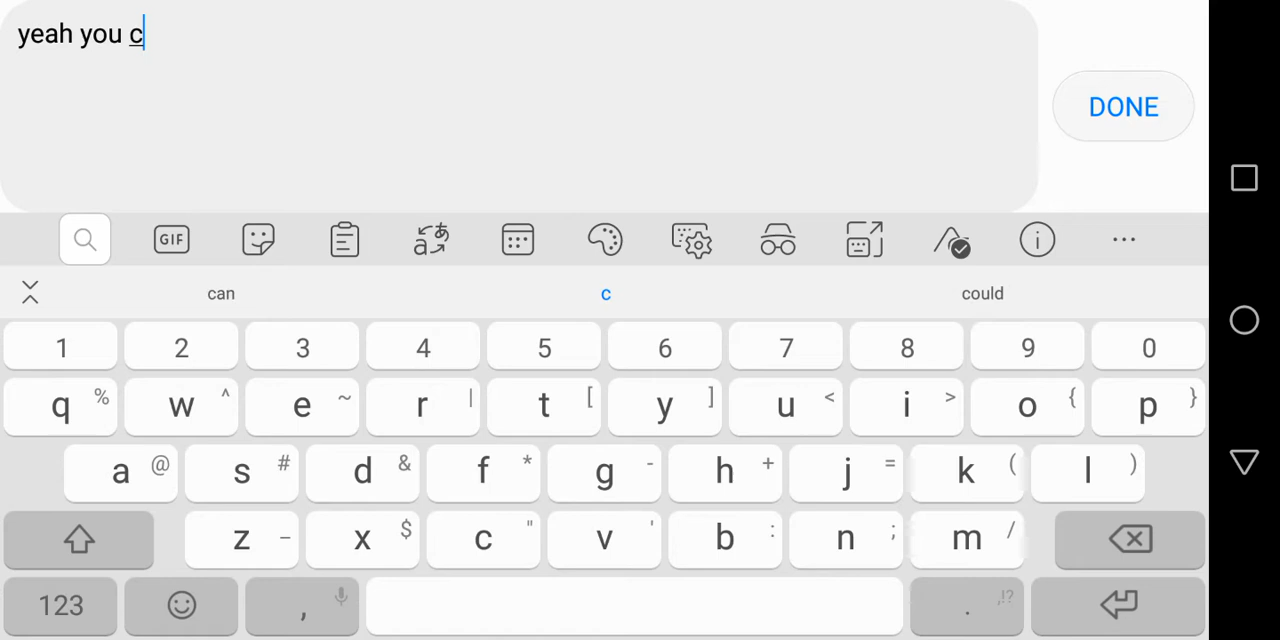 yeah you c
DONE
GIF
can c could
1 2 3 4 5 6 7 8 9 0
q % w ^ e ~ r | t [ y ] u < i > o { p }
a @ s # d & f * g - h + j = k ( l )
z _ x $ c " v ' b : n ; m /
123 , . ,!?